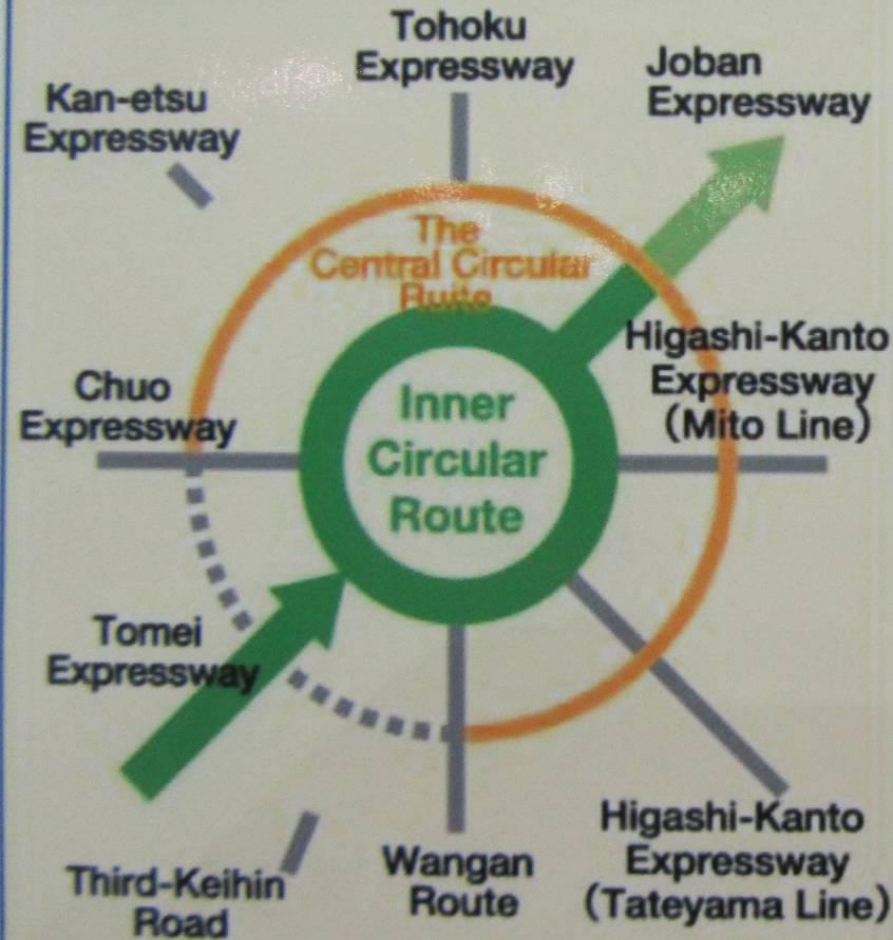 Tohoku
Expressway
Joban
Expressway
Kan-etsu
Expressway
The
Central Circular
Ruite
Higashi-Kanto
Expressway
(Mito Line)
Chuo
Expressway
Inner
Circular
Route
Tomei
Expressway
Third-Keihin
Road
Wangan
Route
Higashi-Kanto
Expressway
(Tateyama Line)